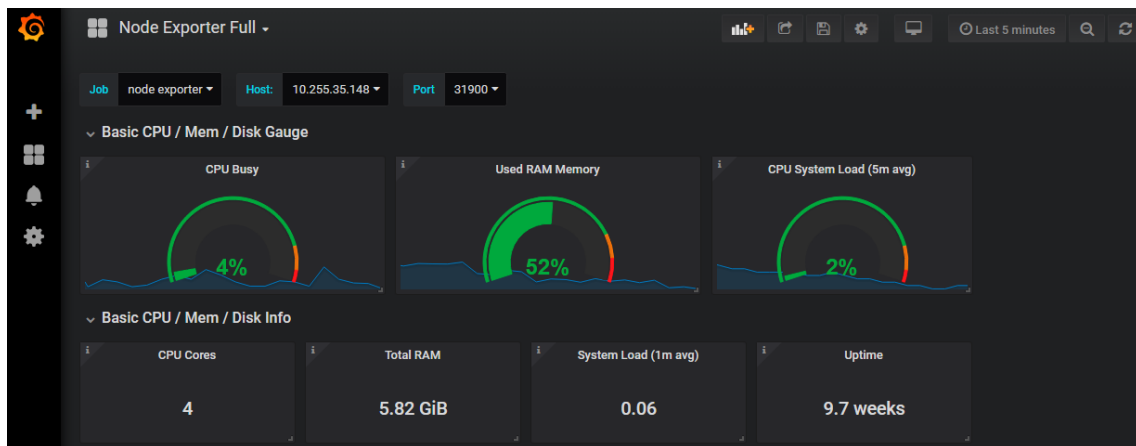 Node Exporter Full
Last 5 minutes
Job node exporter Host: 10.255.35.148 Port 31900
Basic CPU / Mem / Disk Gauge
i CPU Busy i Used RAM Memory i CPU System Load (5m avg)
4% 52% 2%
Basic CPU / Mem / Disk Info
i CPU Cores i Total RAM i System Load (1m avg) i Uptime
4 5.82 GiB 0.06 9.7 weeks